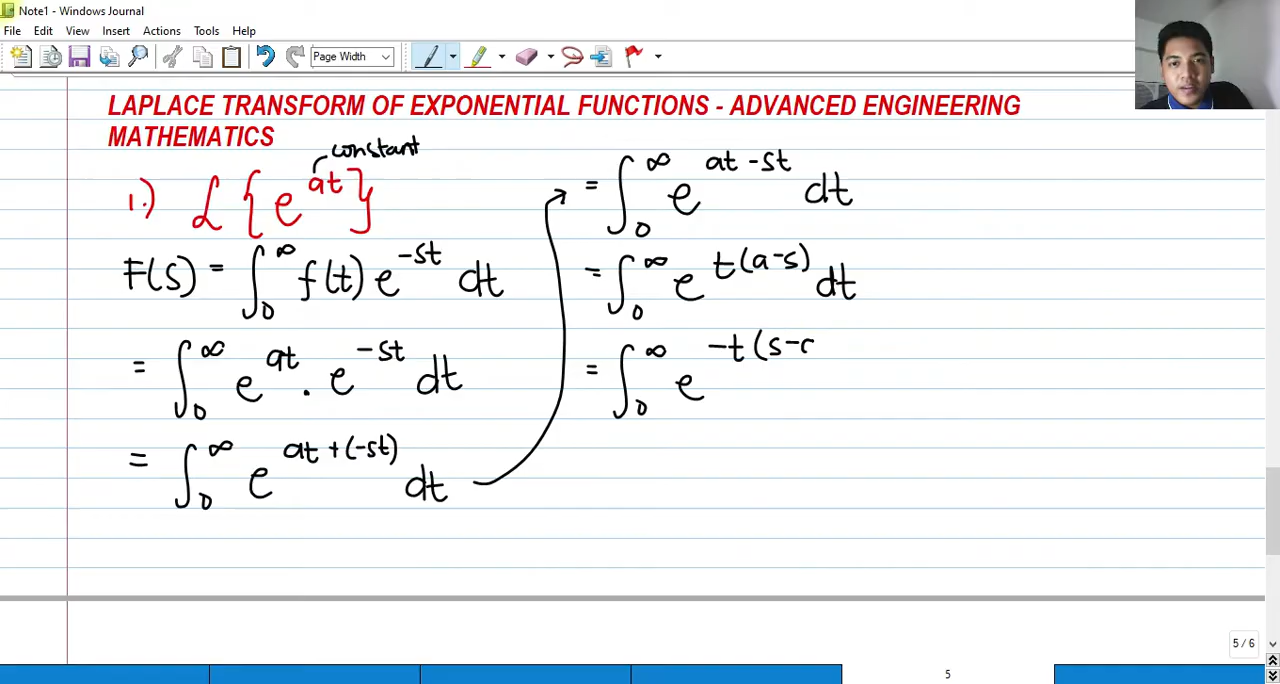 Note1 - Windows Journal
File Edit View Insert Actions Tools Help
Page Width
LAPLACE TRANSFORM OF EXPONENTIAL FUNCTIONS - ADVANCED ENGINEERING
MATHEMATICS
constant
1.) ℒ{e^{at}}
F(s) = ∫_0^∞ f(t) e^{-st} dt
= ∫_0^∞ e^{at} . e^{-st} dt
= ∫_0^∞ e^{at+(-st)} dt
= ∫_0^∞ e^{at-st} dt
= ∫_0^∞ e^{t(a-s)} dt
= ∫_0^∞ e^{-t(s-
5 / 6
5